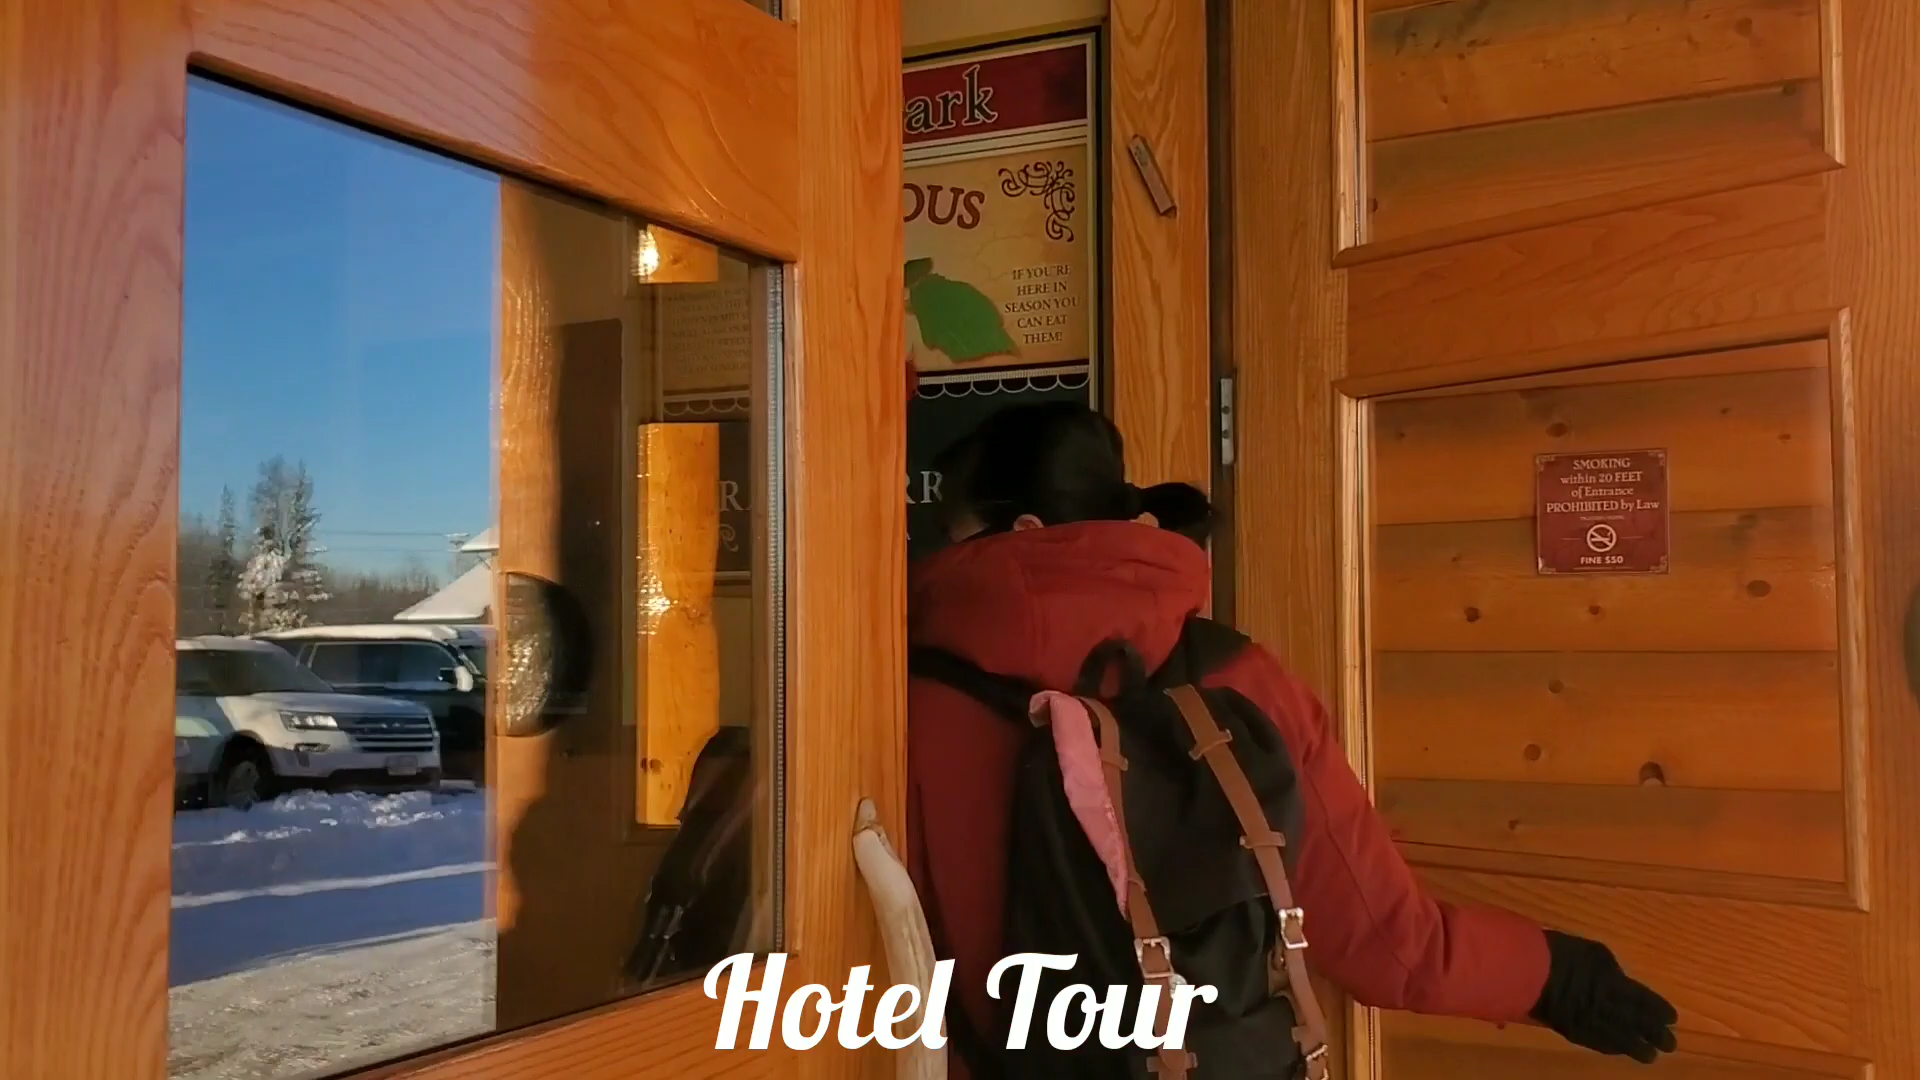 ark
OUS
IF YOU'RE
HERE IN
SEASON YOU
CAN EAT
THEM!
SMOKING
within 20 FEET
of Entrance
PROHIBITED by Law
FINE $50
Hotel Tour